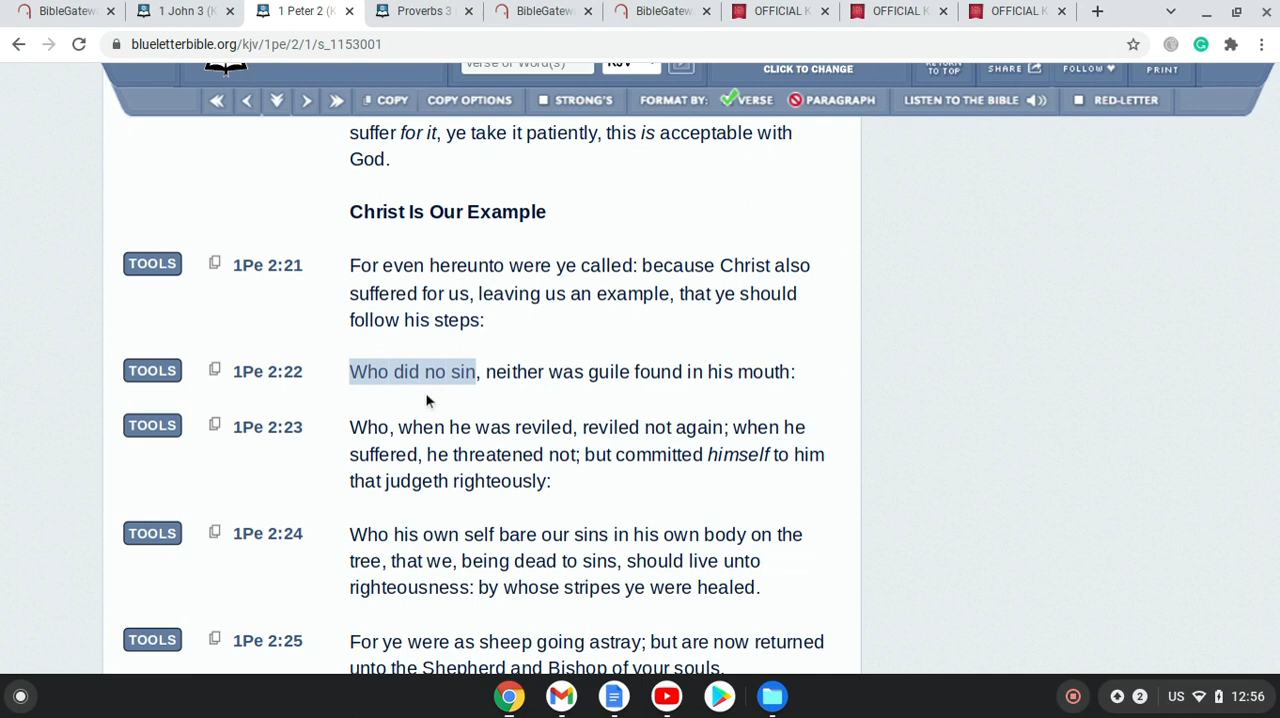 BibleGatew
1 John 3 (K
1 Peter 2 (K
Proverbs 3
BibleGatew
BibleGatew
OFFICIAL K
OFFICIAL K
OFFICIAL K
blueletterbible.org/kjv/1pe/2/1/s_1153001
Verse or Word(s)
KJV
CLICK TO CHANGE
RETURN
TO TOP
SHARE
FOLLOW
PRINT
COPY
COPY OPTIONS
STRONG'S
FORMAT BY:
VERSE
PARAGRAPH
LISTEN TO THE BIBLE
RED-LETTER
suffer for it, ye take it patiently, this is acceptable with
God.
Christ Is Our Example
TOOLS
1Pe 2:21
For even hereunto were ye called: because Christ also
suffered for us, leaving us an example, that ye should
follow his steps:
TOOLS
1Pe 2:22
Who did no sin, neither was guile found in his mouth:
TOOLS
1Pe 2:23
Who, when he was reviled, reviled not again; when he
suffered, he threatened not; but committed himself to him
that judgeth righteously:
TOOLS
1Pe 2:24
Who his own self bare our sins in his own body on the
tree, that we, being dead to sins, should live unto
righteousness: by whose stripes ye were healed.
TOOLS
1Pe 2:25
For ye were as sheep going astray; but are now returned
unto the Shepherd and Bishop of your souls.
2
US
12:56